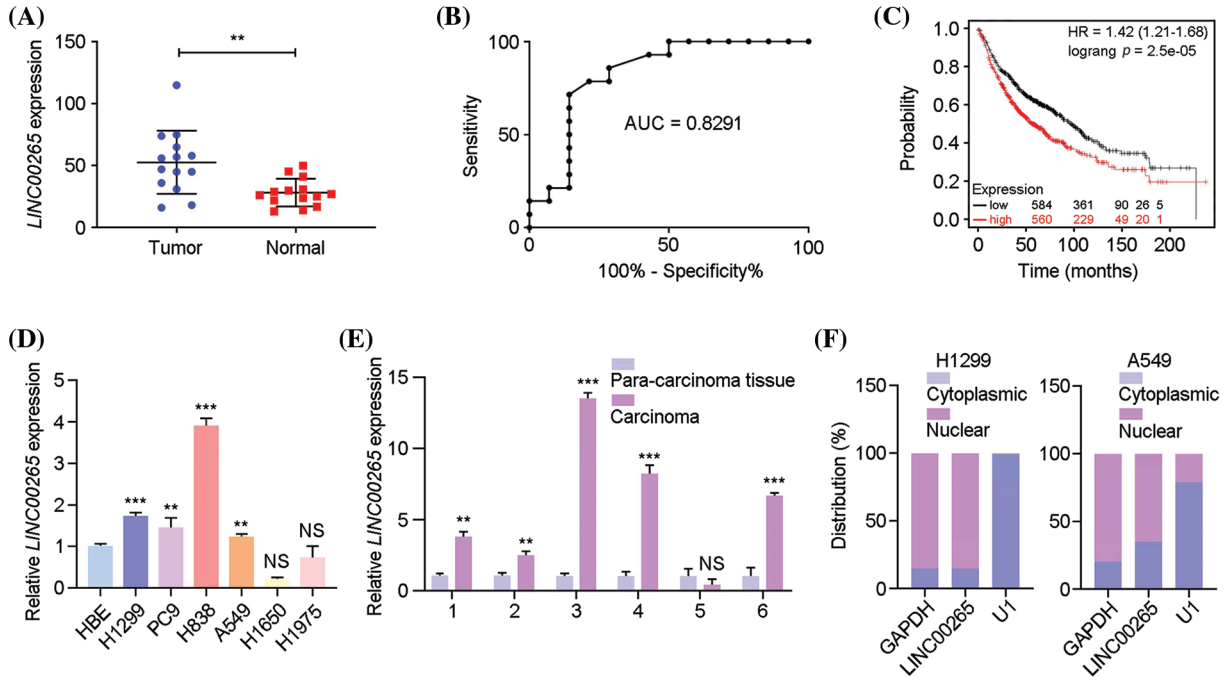 (A)
LINC00265 expression
150
100
50
0
**
Tumor
Normal
(B)
Sensitivity
100
50
0
AUC = 0.8291
0
50
100
100% - Specificity%
(C)
Probability
1.0
0.8
0.6
0.4
0.2
0.0
HR = 1.42 (1.21-1.68)
lograng p = 2.5e-05
Expression
low 584 361 90 26 5
high 560 229 49 20 1
0 50 100 150 200
Time (months)
(D)
Relative LINC00265 expression
5
4
3
2
1
0
***
**
***
**
NS
NS
HBE
H1299
PC9
H838
A549
H1650
H1975
(E)
Relative LINC00265 expression
15
10
5
0
Para-carcinoma tissue
Carcinoma
**
**
***
***
NS
***
1 2 3 4 5 6
(F)
Distribution (%)
H1299
Cytoplasmic
Nuclear
150
100
50
0
GAPDH
LINC00265
U1
A549
Cytoplasmic
Nuclear
150
100
50
0
GAPDH
LINC00265
U1